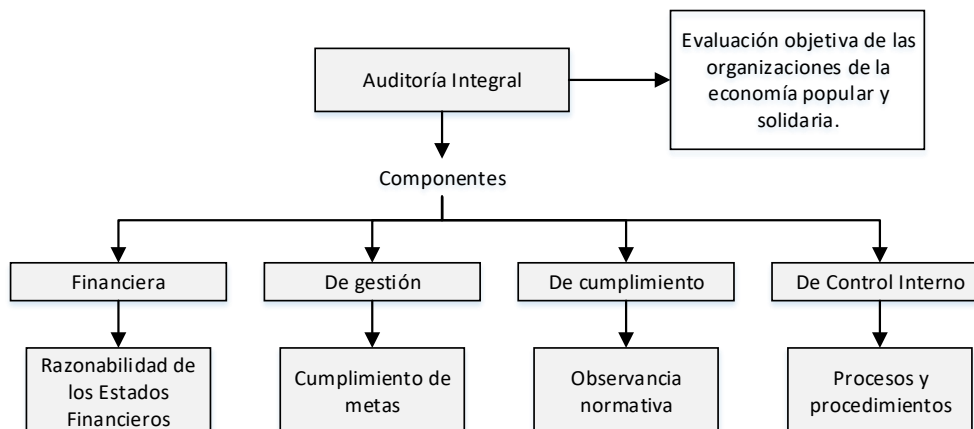 Auditoría Integral
Evaluación objetiva de las
organizaciones de la
economía popular y
solidaria.
Componentes
Financiera
De gestión
De cumplimiento
De Control Interno
Razonabilidad de
los Estados
Financieros
Cumplimiento de
metas
Observancia
normativa
Procesos y
procedimientos